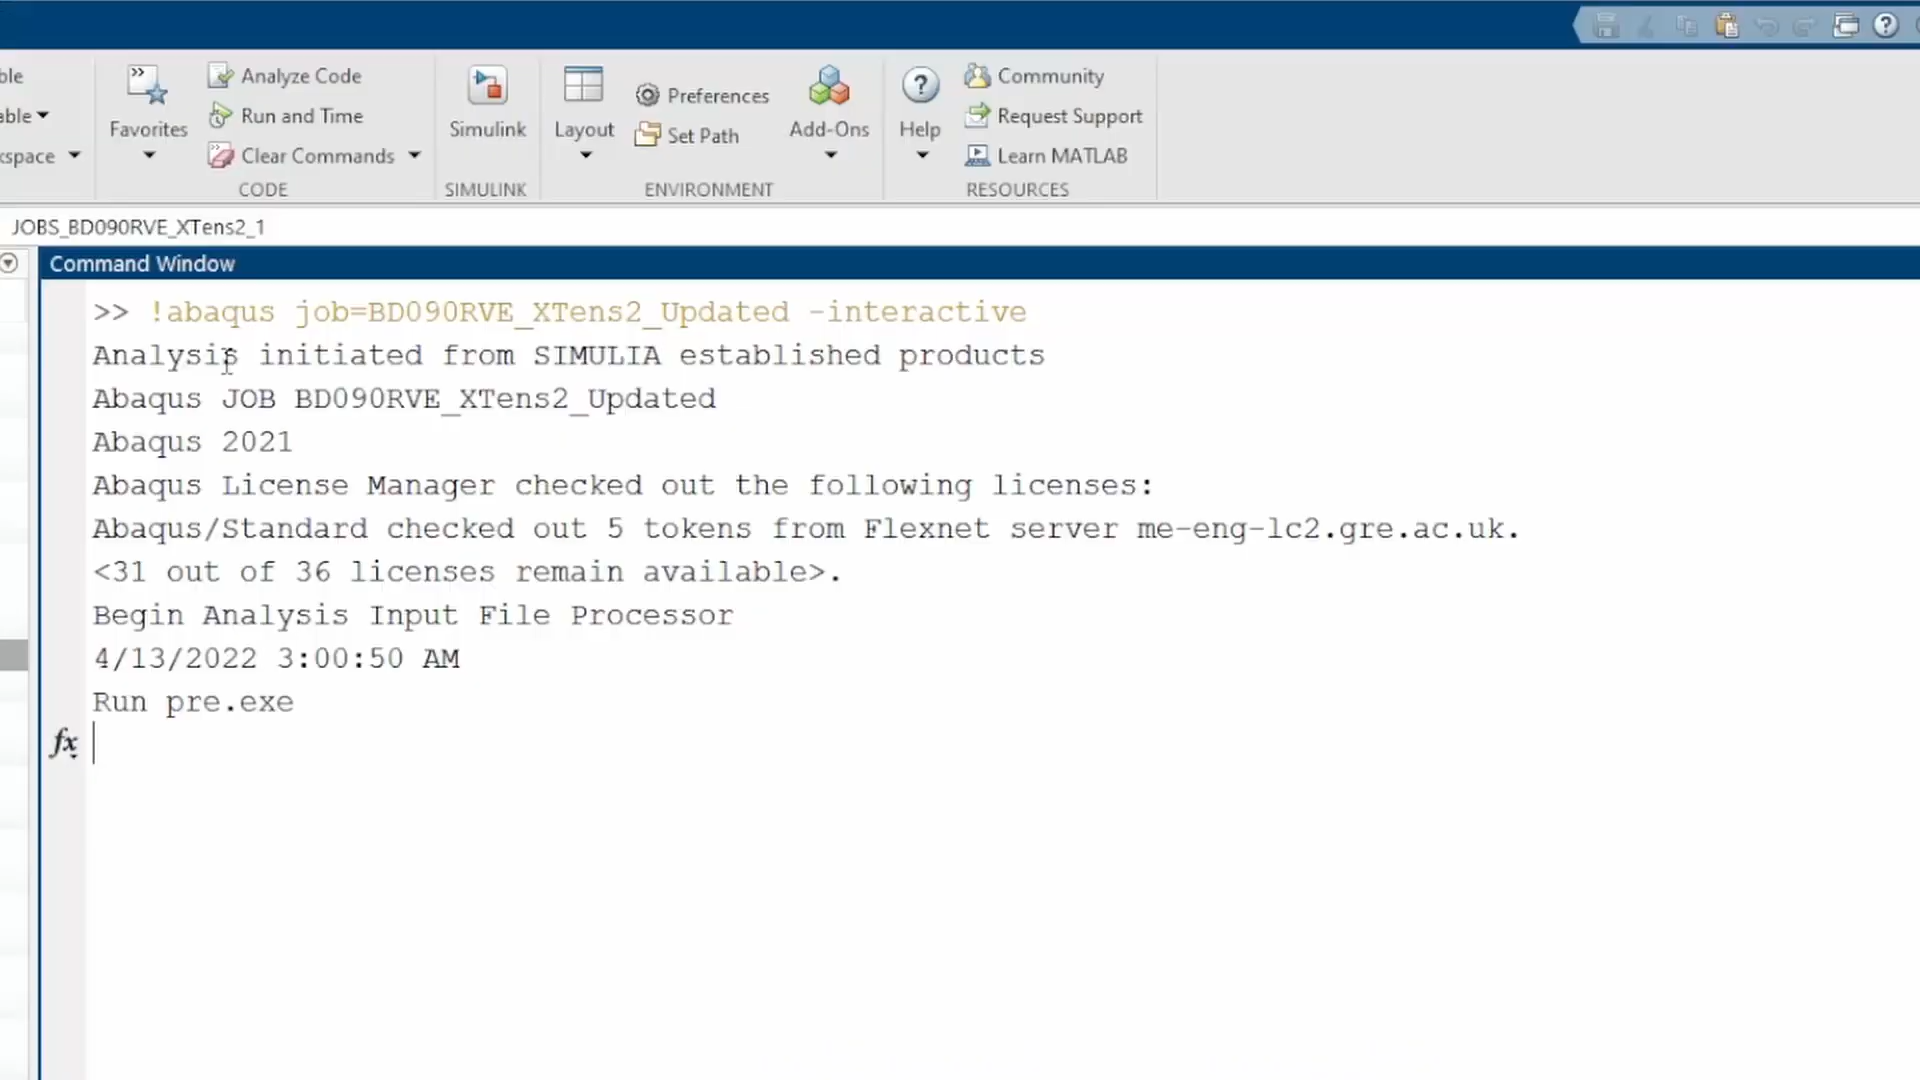 ble
Favorites
Analyze Code
able
Run and Time
kspace
Clear Commands
CODE
Simulink
SIMULINK
Layout
Preferences
Set Path
Add-Ons
ENVIRONMENT
Help
Community
Request Support
Learn MATLAB
RESOURCES
JOBS_BD090RVE_XTens2_1
Command Window
>> !abaqus job=BD090RVE_XTens2_Updated -interactive
Analysis initiated from SIMULIA established products
Abaqus JOB BD090RVE_XTens2_Updated
Abaqus 2021
Abaqus License Manager checked out the following licenses:
Abaqus/Standard checked out 5 tokens from Flexnet server me-eng-lc2.gre.ac.uk.
<31 out of 36 licenses remain available>.
Begin Analysis Input File Processor
4/13/2022 3:00:50 AM
Run pre.exe
fx